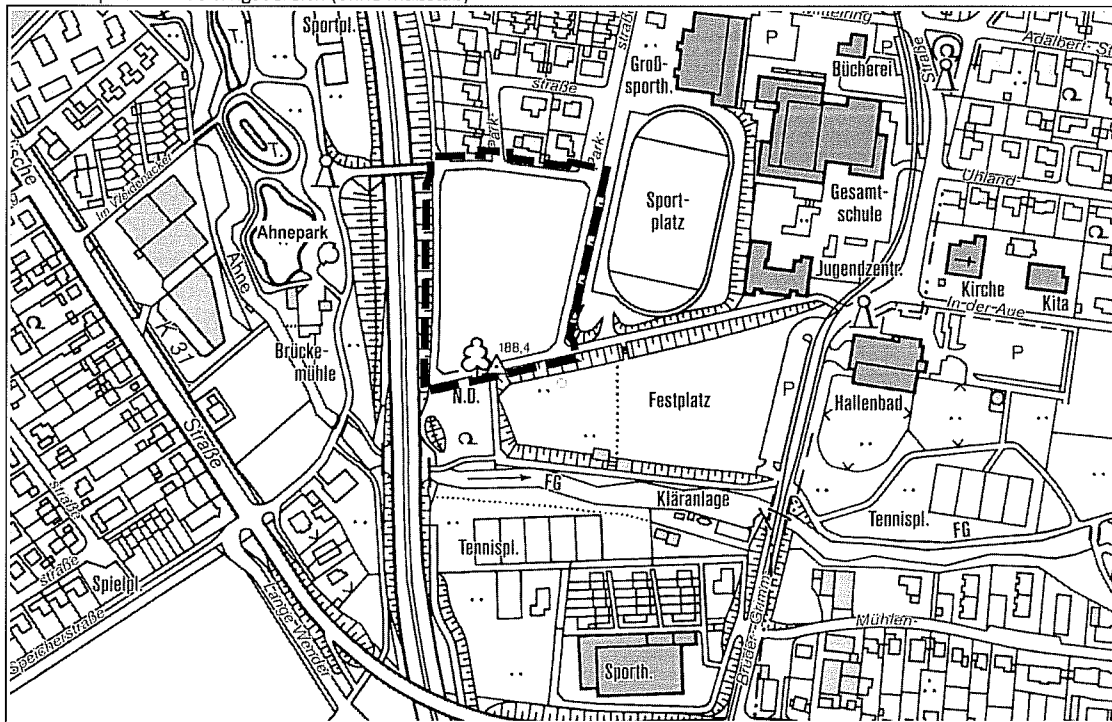 Sportpl.
T.
straße
Park-
Park-
straße
Groß-
sporth.
P
Bücherei
P
Straße
Adalbert-
T.
Im Weidenacker
Ahnepark
Ahne
Sport-
platz
Gesamt-
schule
Uhland-
Jugendzentr.
Kirche
Kita
In-der-Aue
K 31
Brücke-
mühle
188,4
N.D.
Festplatz
P
Hallenbad
P
Straße
FG
Kläranlage
Tennispl.
FG
Tennispl.
straße
straße
Spielpl.
Speicherstraße
Lange Wender
Sporth.
Brüder-Grimm-
Mühlen-